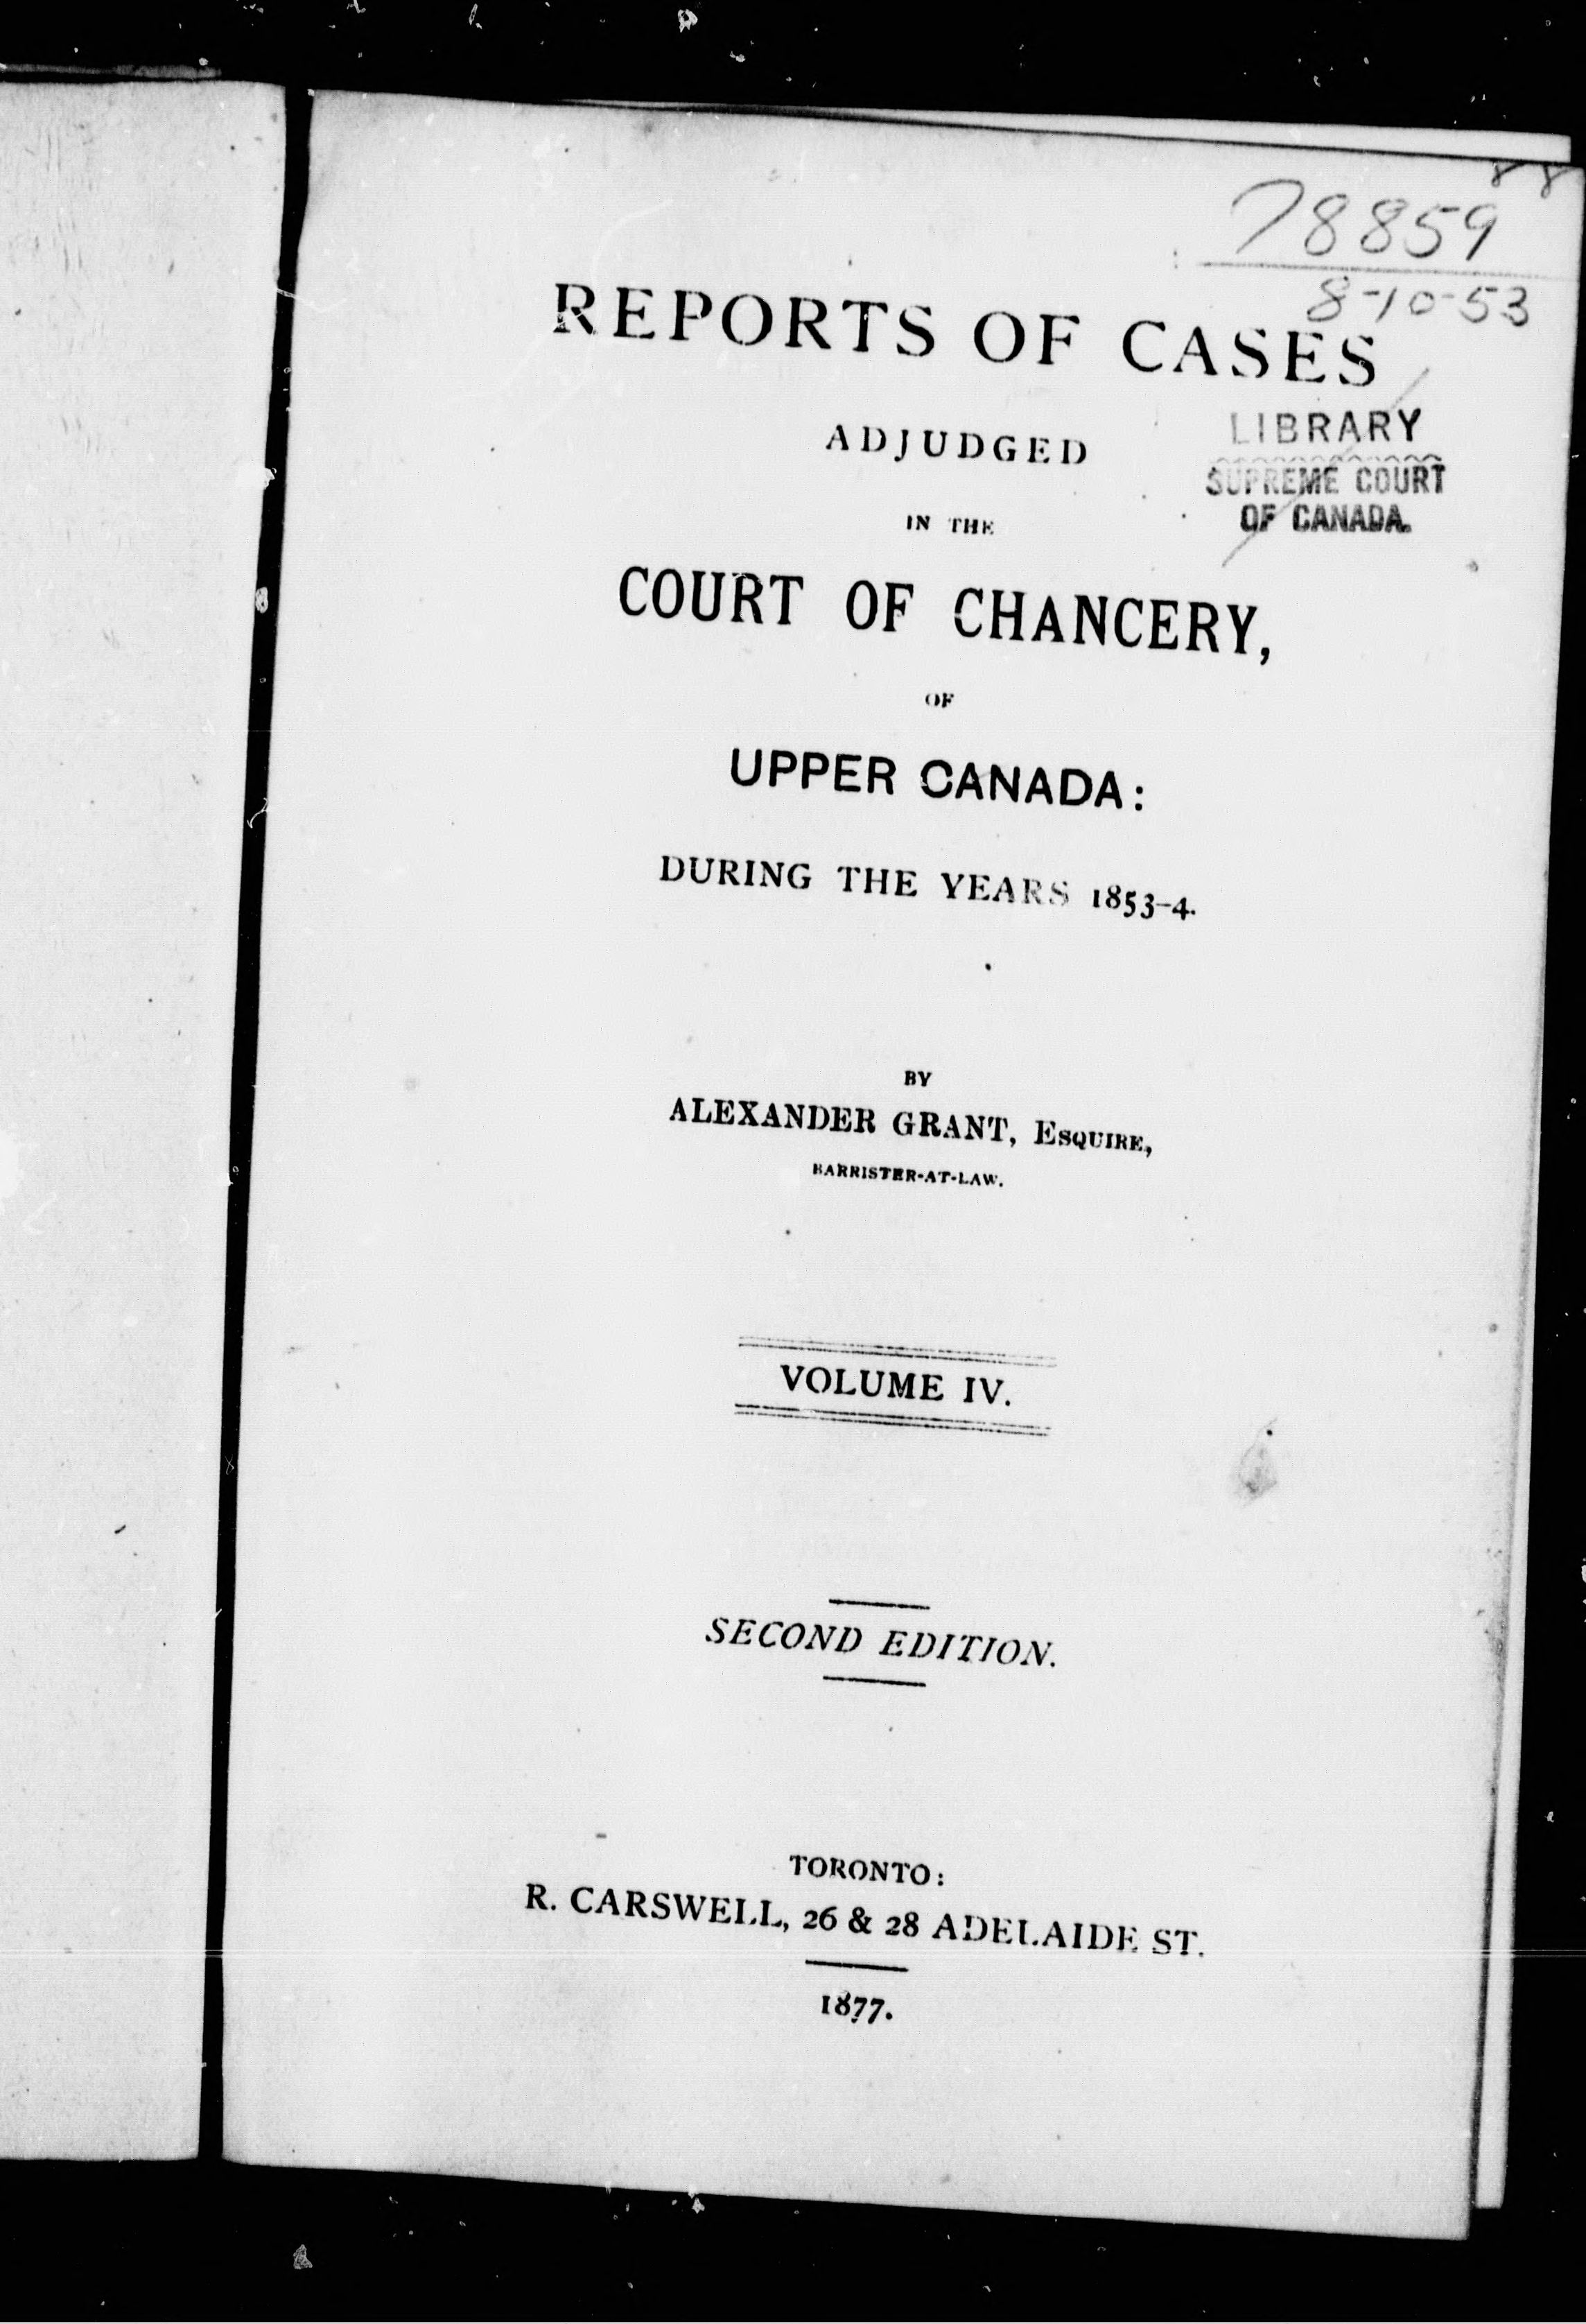 78859
8-10-53
REPORTS OF CASES
ADJUDGED
LIBRARY
SUPREME COURT
OF CANADA.
IN THE
COURT OF CHANCERY,
OF
UPPER CANADA:
DURING THE YEARS 1853-4.
BY
ALEXANDER GRANT, ESQUIRE,
BARRISTER-AT-LAW.
VOLUME IV.
SECOND EDITION.
TORONTO:
R. CARSWELL, 26 & 28 ADELAIDE ST.
1877.